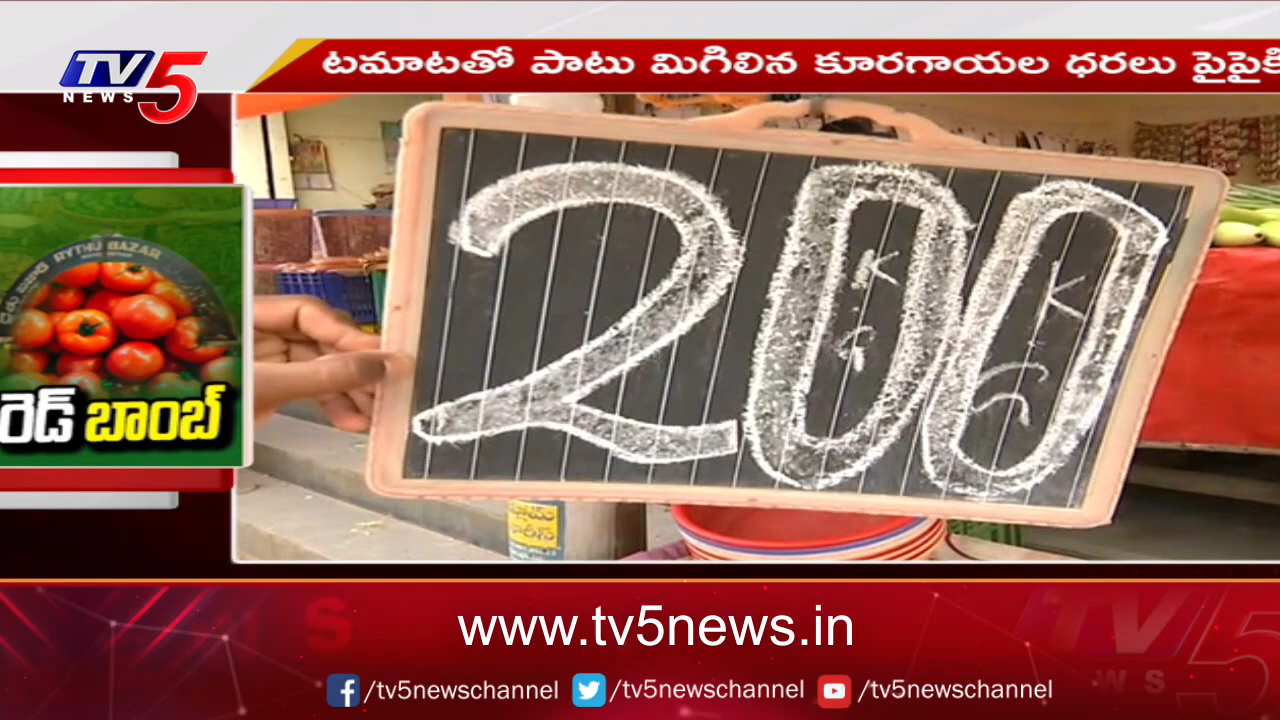 TV5
NEWS
టమాటతో పాటు మిగిలిన కూరగాయల ధరలు పైపైకి
RYTHU BAZAR
రెడ్ బాంబ్
200
KG
KG
www.tv5news.in
/tv5newschannel /tv5newschannel /tv5newschannel